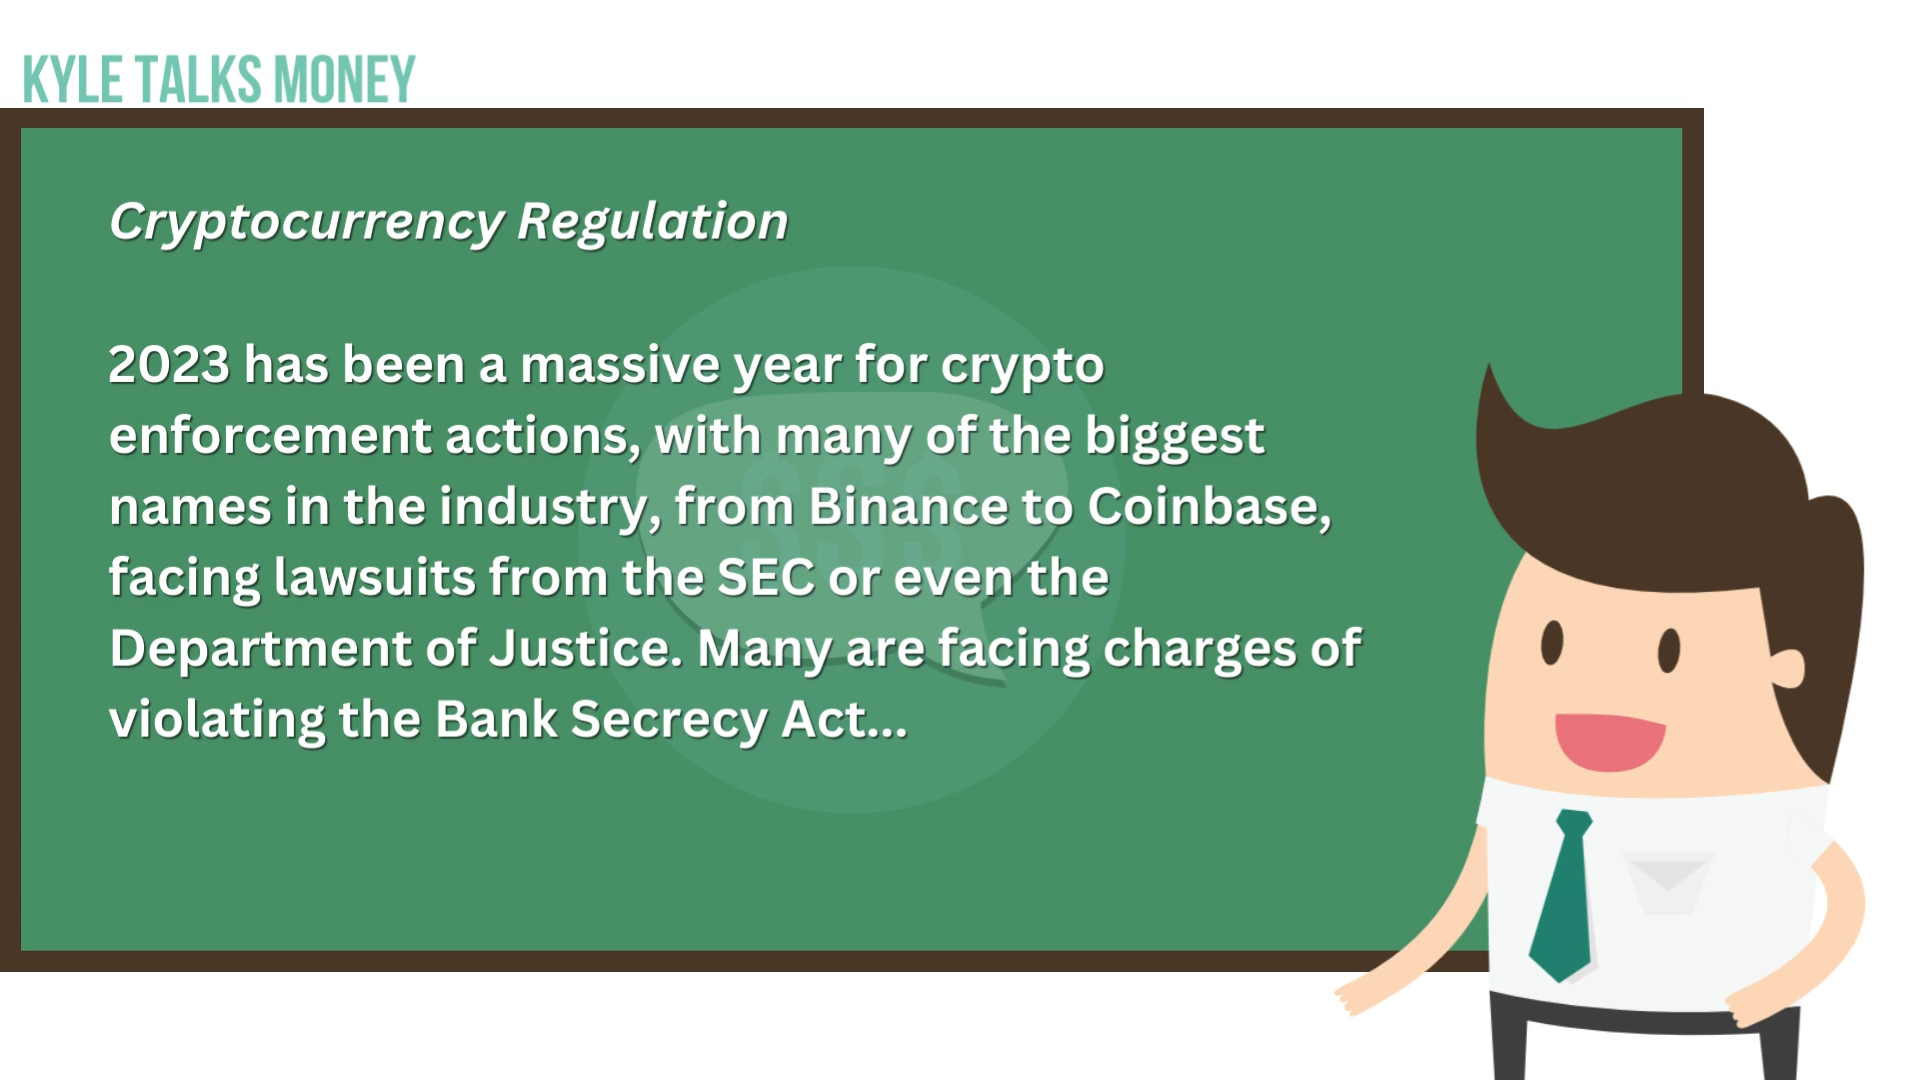 KYLE TALKS MONEY
Cryptocurrency Regulation
2023 has been a massive year for crypto
enforcement actions, with many of the biggest
names in the industry, from Binance to Coinbase,
facing lawsuits from the SEC or even the
Department of Justice. Many are facing charges of
violating the Bank Secrecy Act...
$$$